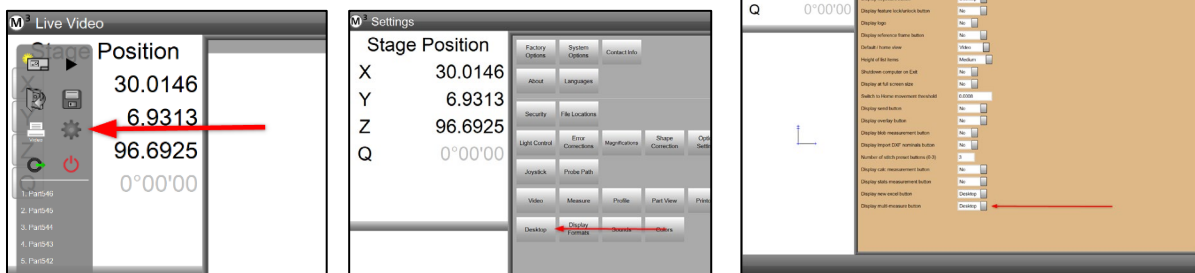 M³ Live Video
Stage Position
X 30.0146
Y 6.9313
Z 96.6925
Q 0°00'00
1. Part546
2. Part545
3. Part544
4. Part543
5. Part542
M³ Settings
Stage Position
X 30.0146
Y 6.9313
Z 96.6925
Q 0°00'00
Factory Options System Options Contact Info
About Languages
Security File Locations
Light Control Error Corrections Magnifications Shape Correction
Joystick Probe Path
Video Measure Profile Part View
Desktop Display Formats Sounds Colors
Q 0°00'00
Display feature lock/unlock button No
Display logo No
Display reference frame button No
Default / home view Video
Height of list items Medium
Shutdown computer on Exit No
Display at full screen size No
Switch to Home movement threshold 0.0308
Display send button No
Display overlay button No
Display blob measurement button No
Display Import DXF nominals button No
Number of stitch preset buttons (0-3) 3
Display calc measurement button No
Display stats measurement button No
Display new excel button Desktop
Display multi-measure button Desktop